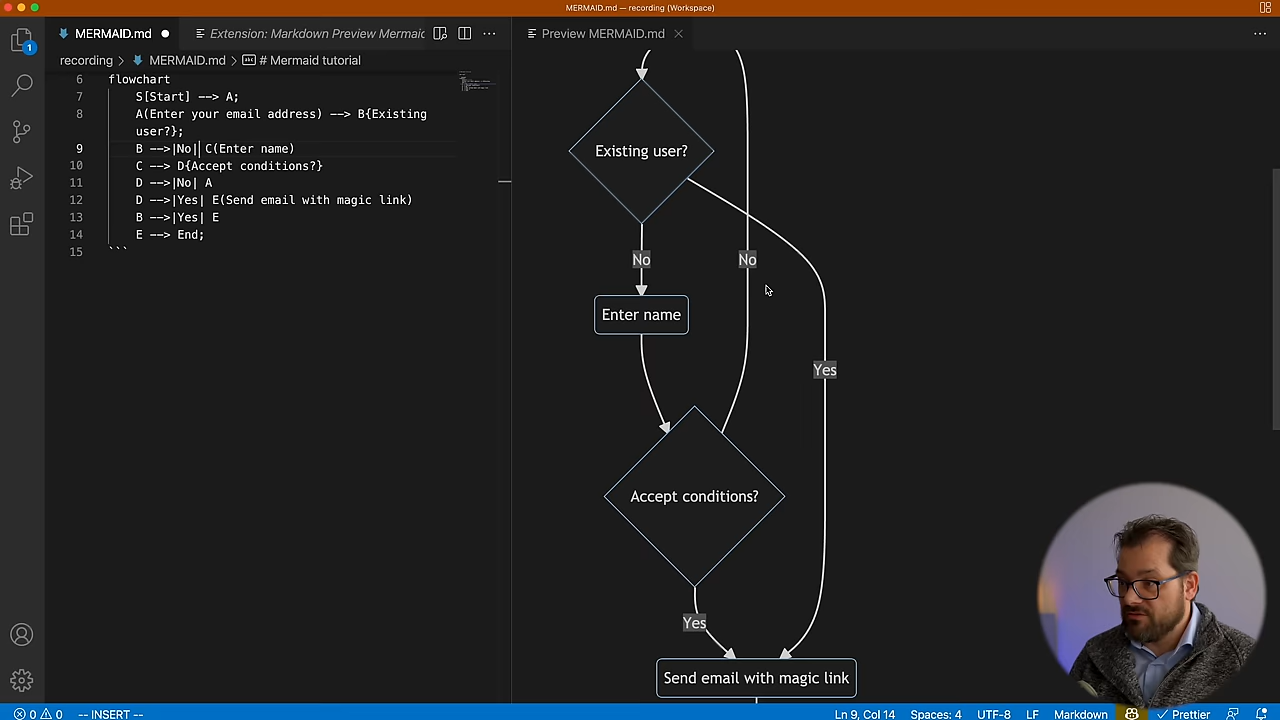 MERMAID.md — recording (Workspace)
MERMAID.md
Extension: Markdown Preview Mermaid
Preview MERMAID.md
recording > MERMAID.md > # Mermaid tutorial
6 flowchart
7 S[Start] --> A;
8 A(Enter your email address) --> B{Existing
user?};
9 B -->|No| C(Enter name)
10 C --> D{Accept conditions?}
11 D -->|No| A
12 D -->|Yes| E(Send email with magic link)
13 B -->|Yes| E
14 E --> End;
15 ```
1
Existing user?
No
No
Enter name
Yes
Accept conditions?
Yes
Send email with magic link
0 0 -- INSERT --
Ln 9, Col 14 Spaces: 4 UTF-8 LF Markdown Prettier